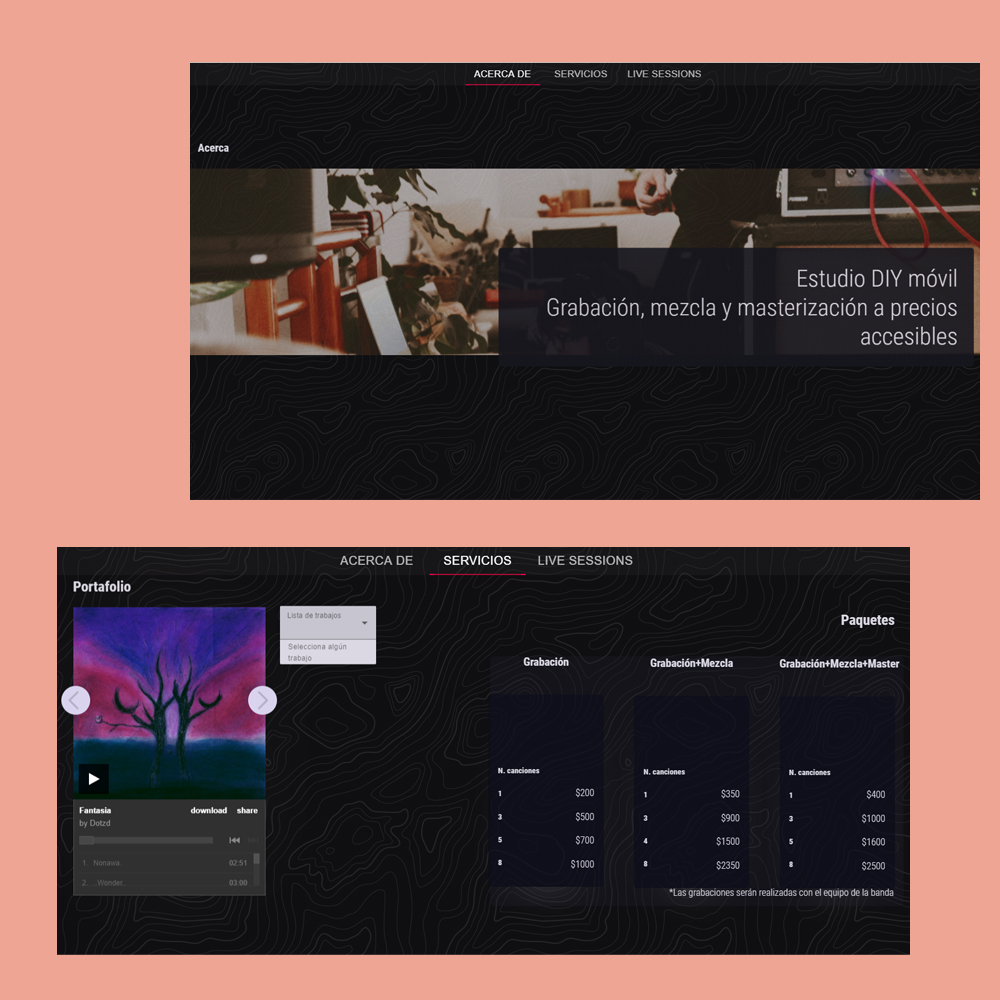 ACERCA DE SERVICIOS LIVE SESSIONS
Acerca
Estudio DIY móvil
Grabación, mezcla y masterización a precios
accesibles
ACERCA DE SERVICIOS LIVE SESSIONS
Portafolio
Lista de trabajos
Selecciona algún
trabajo
Fantasia download share
by Dotzd
1. Nonawa. 02:51
2. ..Wonder.. 03:00
Paquetes
Grabación Grabación+Mezcla Grabación+Mezcla+Master
N. canciones N. canciones N. canciones
1 $200 1 $350 1 $400
3 $500 3 $900 3 $1000
5 $700 4 $1500 5 $1600
8 $1000 8 $2350 8 $2500
*Las grabaciones serán realizadas con el equipo de la banda